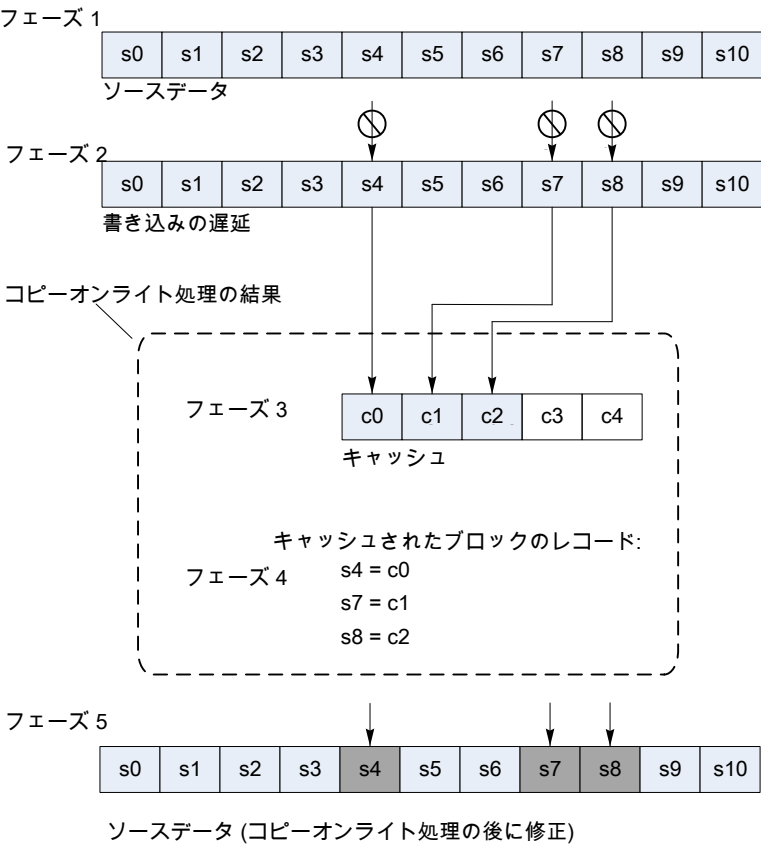 フェーズ 1
s0 s1 s2 s3 s4 s5 s6 s7 s8 s9 s10
ソースデータ
フェーズ 2
s0 s1 s2 s3 s4 s5 s6 s7 s8 s9 s10
書き込みの遅延
コピーオンライト処理の結果
フェーズ 3
c0 c1 c2 c3 c4
キャッシュ
キャッシュされたブロックのレコード:
フェーズ 4
s4 = c0
s7 = c1
s8 = c2
フェーズ 5
s0 s1 s2 s3 s4 s5 s6 s7 s8 s9 s10
ソースデータ (コピーオンライト処理の後に修正)